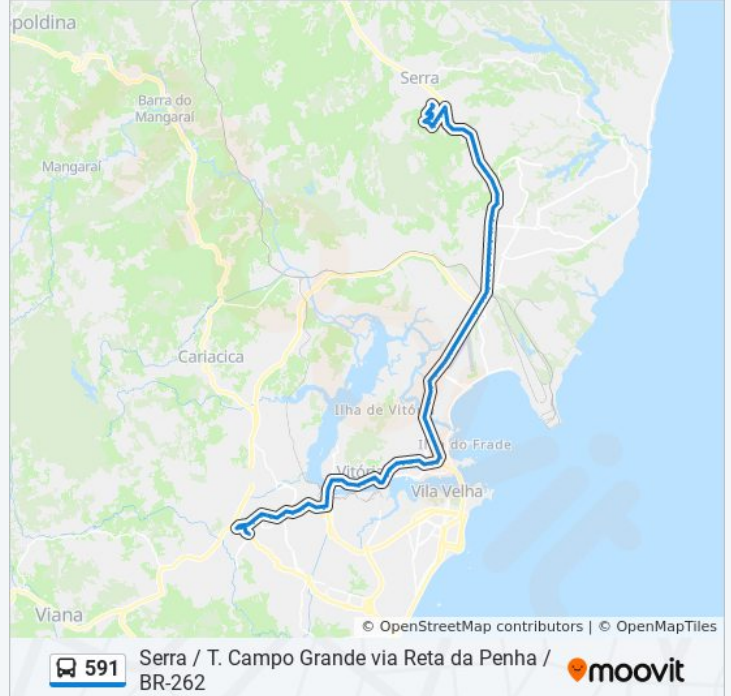 poldina
Serra
Barra do
Mangaraí
Mangaraí
Cariacica
Ilha de Vitó
Ilha do Frade
Vitória
Vila Velha
Viana
© OpenStreetMap contributors | © OpenMapTiles
591
Serra / T. Campo Grande via Reta da Penha /
BR-262
moovit